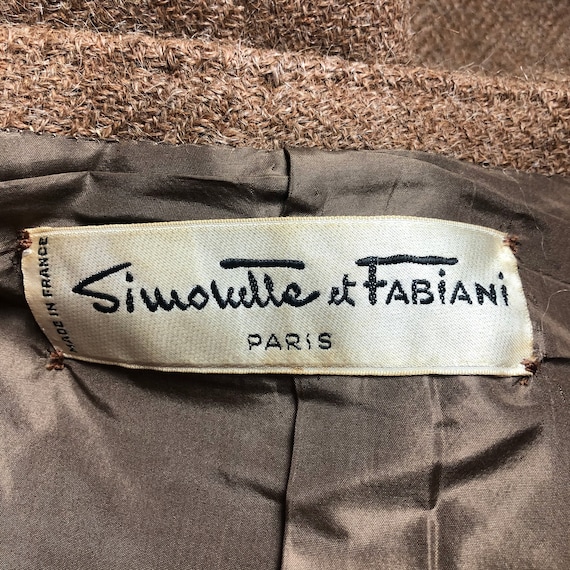 MADE IN FRANCE
Simonetta et FABiANi
PARIS